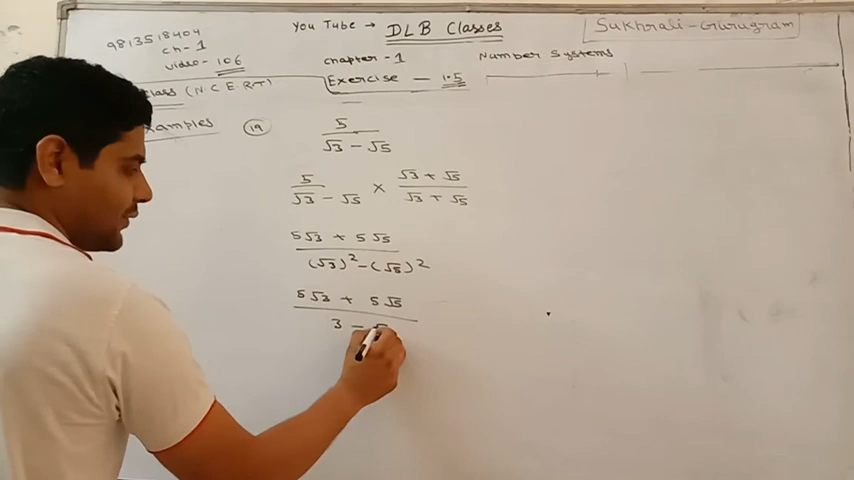 9813518404
ch-1
video - 106
You Tube → DLB Classes
Sukhrali-Gurugram
chapter -1
Number Systems
class (N C E R T)
Exercise - 1.5
Examples
19
5
√3 - √5
5
√3 - √5
×
√3 + √5
√3 + √5
5√3 + 5√5
(√3)² - (√5)²
5√3 + 5√5
3 -